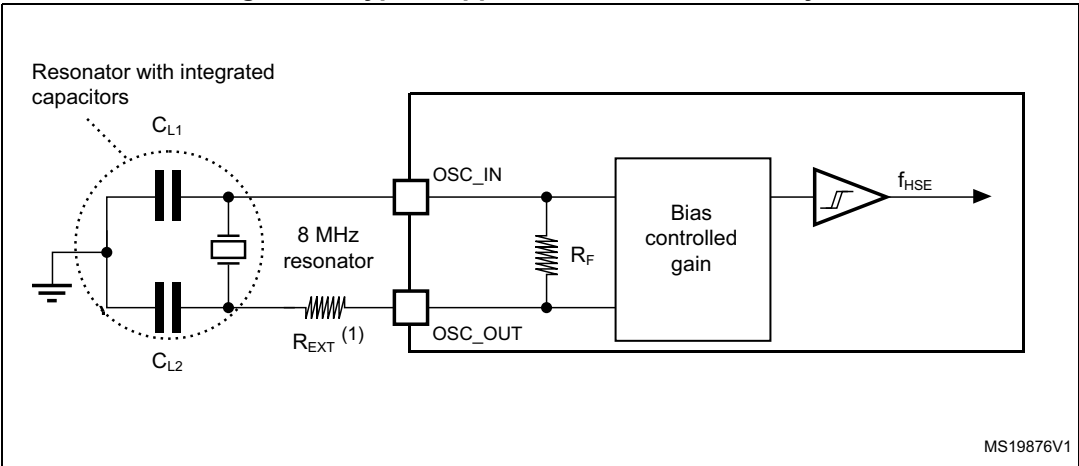 Resonator with integrated
capacitors
CL1
OSC_IN
fHSE
8 MHz
resonator
RF
Bias
controlled
gain
REXT (1)
OSC_OUT
CL2
MS19876V1